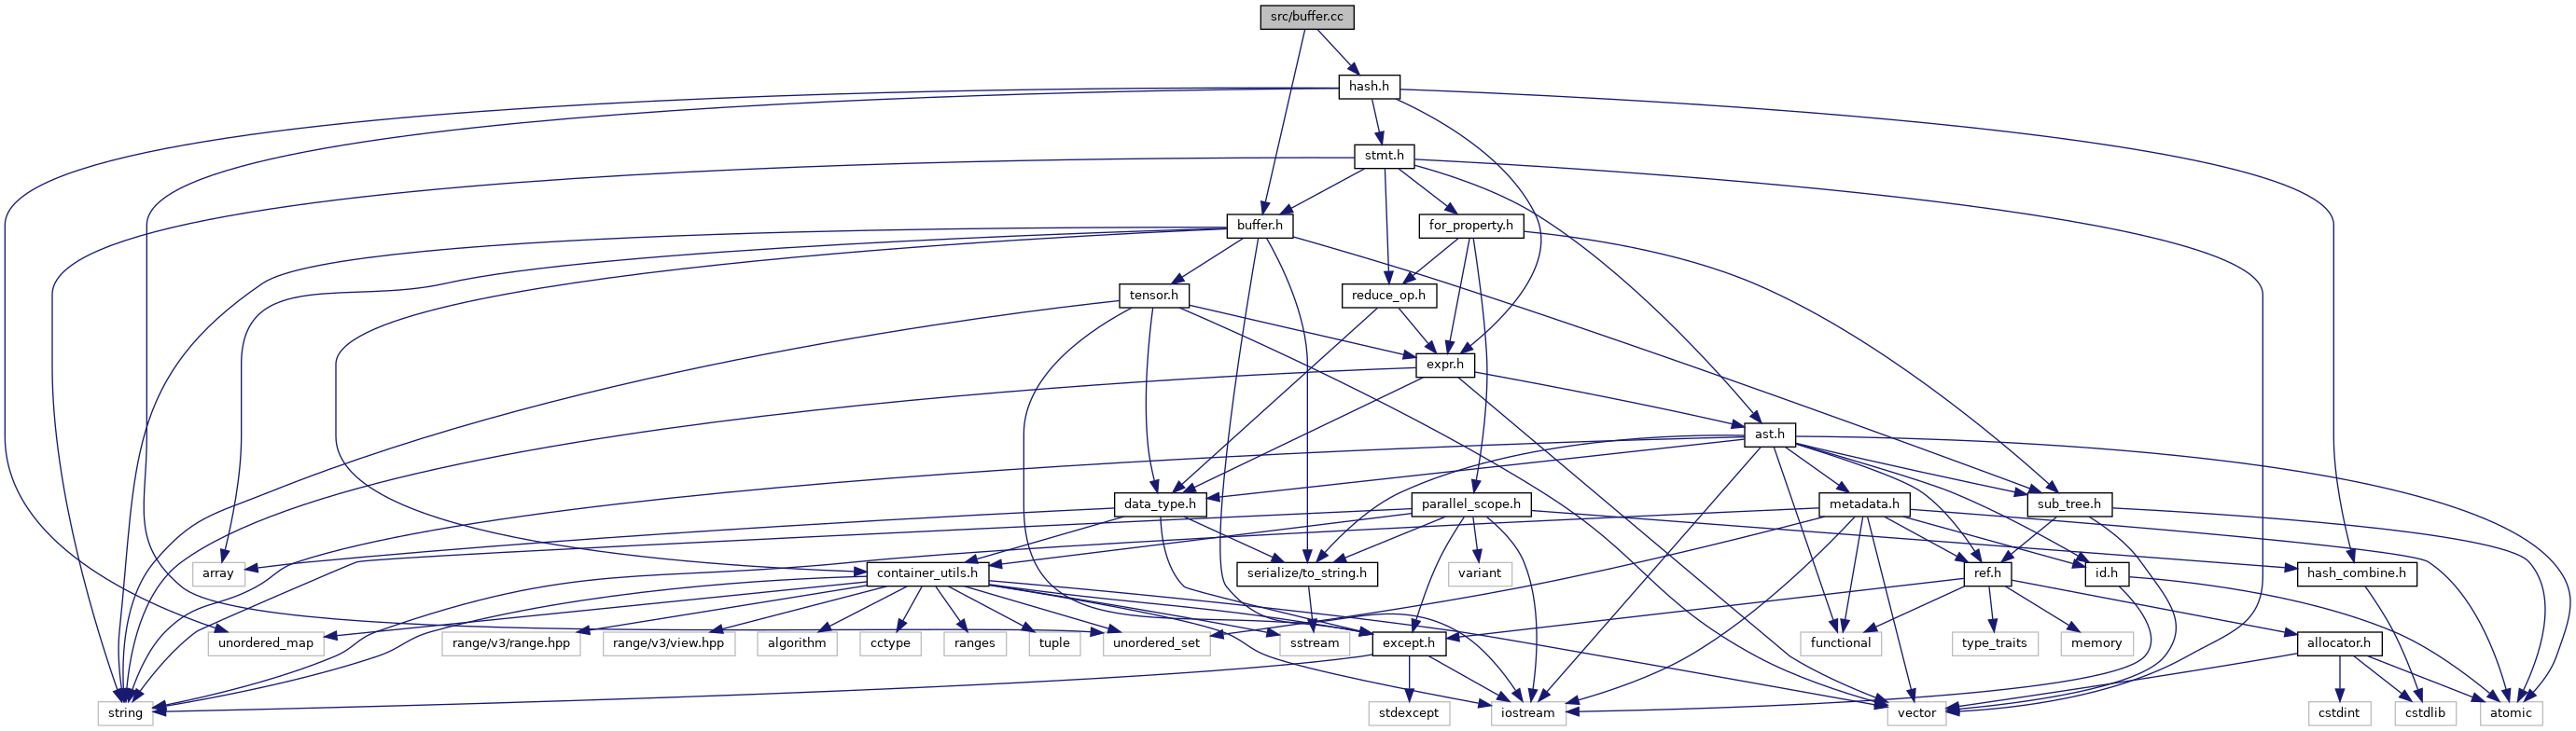 src/buffer.cc
hash.h
stmt.h
buffer.h
for_property.h
tensor.h
reduce_op.h
expr.h
ast.h
data_type.h
parallel_scope.h
metadata.h
sub_tree.h
array
container_utils.h
serialize/to_string.h
variant
ref.h
id.h
hash_combine.h
unordered_map
range/v3/range.hpp
range/v3/view.hpp
algorithm
cctype
ranges
tuple
unordered_set
sstream
except.h
functional
type_traits
memory
allocator.h
string
stdexcept
iostream
vector
cstdint
cstdlib
atomic